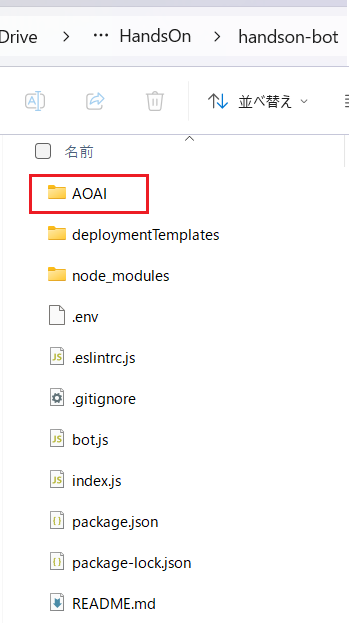 Drive > ··· HandsOn > handson-bot
並べ替え
名前
AOAI
deploymentTemplates
node_modules
.env
.eslintrc.js
.gitignore
bot.js
index.js
package.json
package-lock.json
README.md